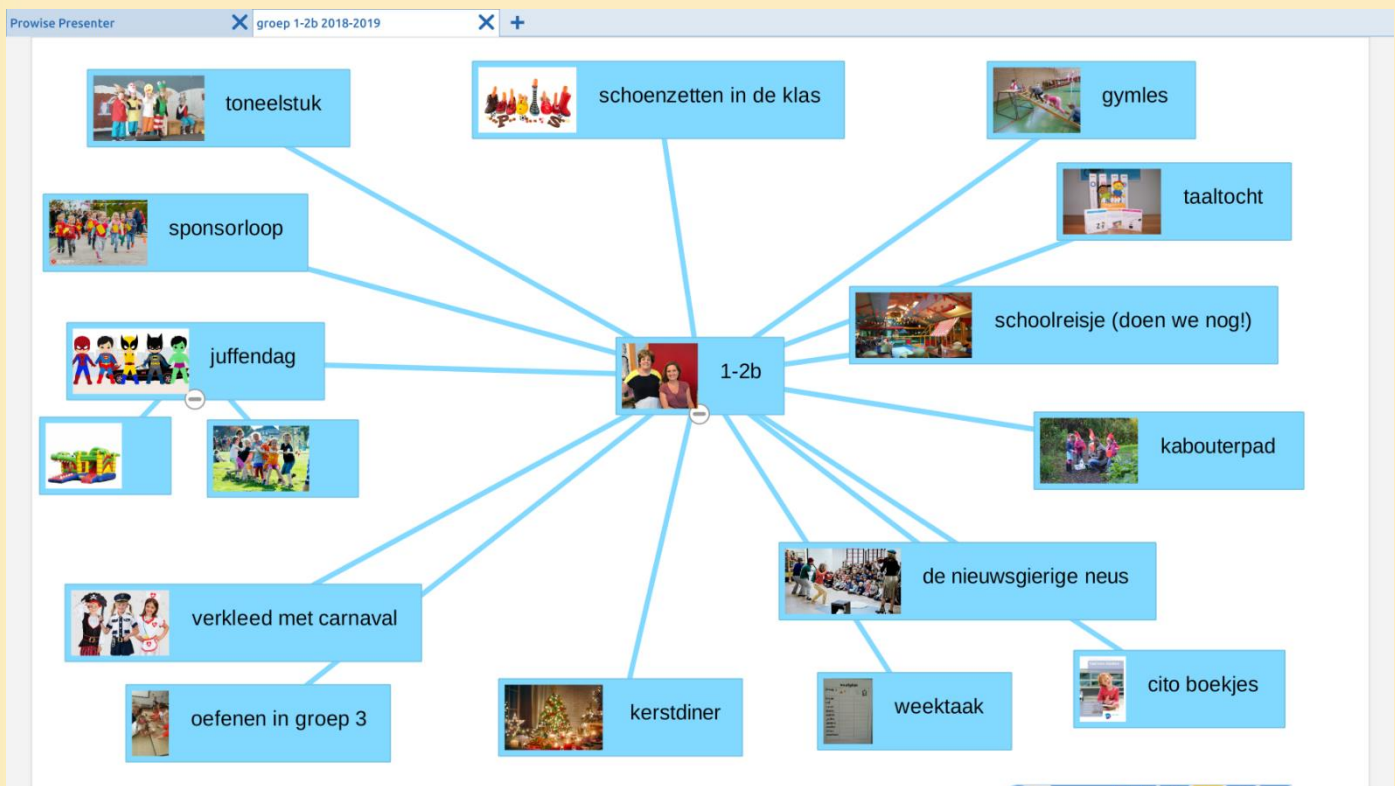 Prowise Presenter
groep 1-2b 2018-2019
toneelstuk
schoenzetten in de klas
gymles
taaltocht
sponsorloop
schoolreisje (doen we nog!)
juffendag
1-2b
kabouterpad
de nieuwsgierige neus
verkleed met carnaval
cito boekjes
weektaak
kerstdiner
oefenen in groep 3
P S